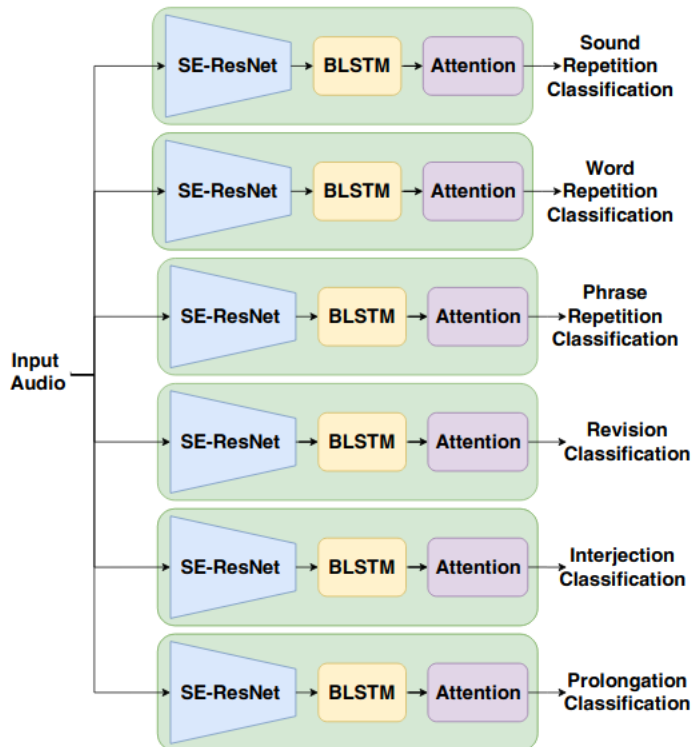 SE-ResNet BLSTM Attention
Sound
Repetition
Classification
SE-ResNet BLSTM Attention
Word
Repetition
Classification
SE-ResNet BLSTM Attention
Phrase
Repetition
Classification
Input
Audio
SE-ResNet BLSTM Attention
Revision
Classification
SE-ResNet BLSTM Attention
Interjection
Classification
SE-ResNet BLSTM Attention
Prolongation
Classification